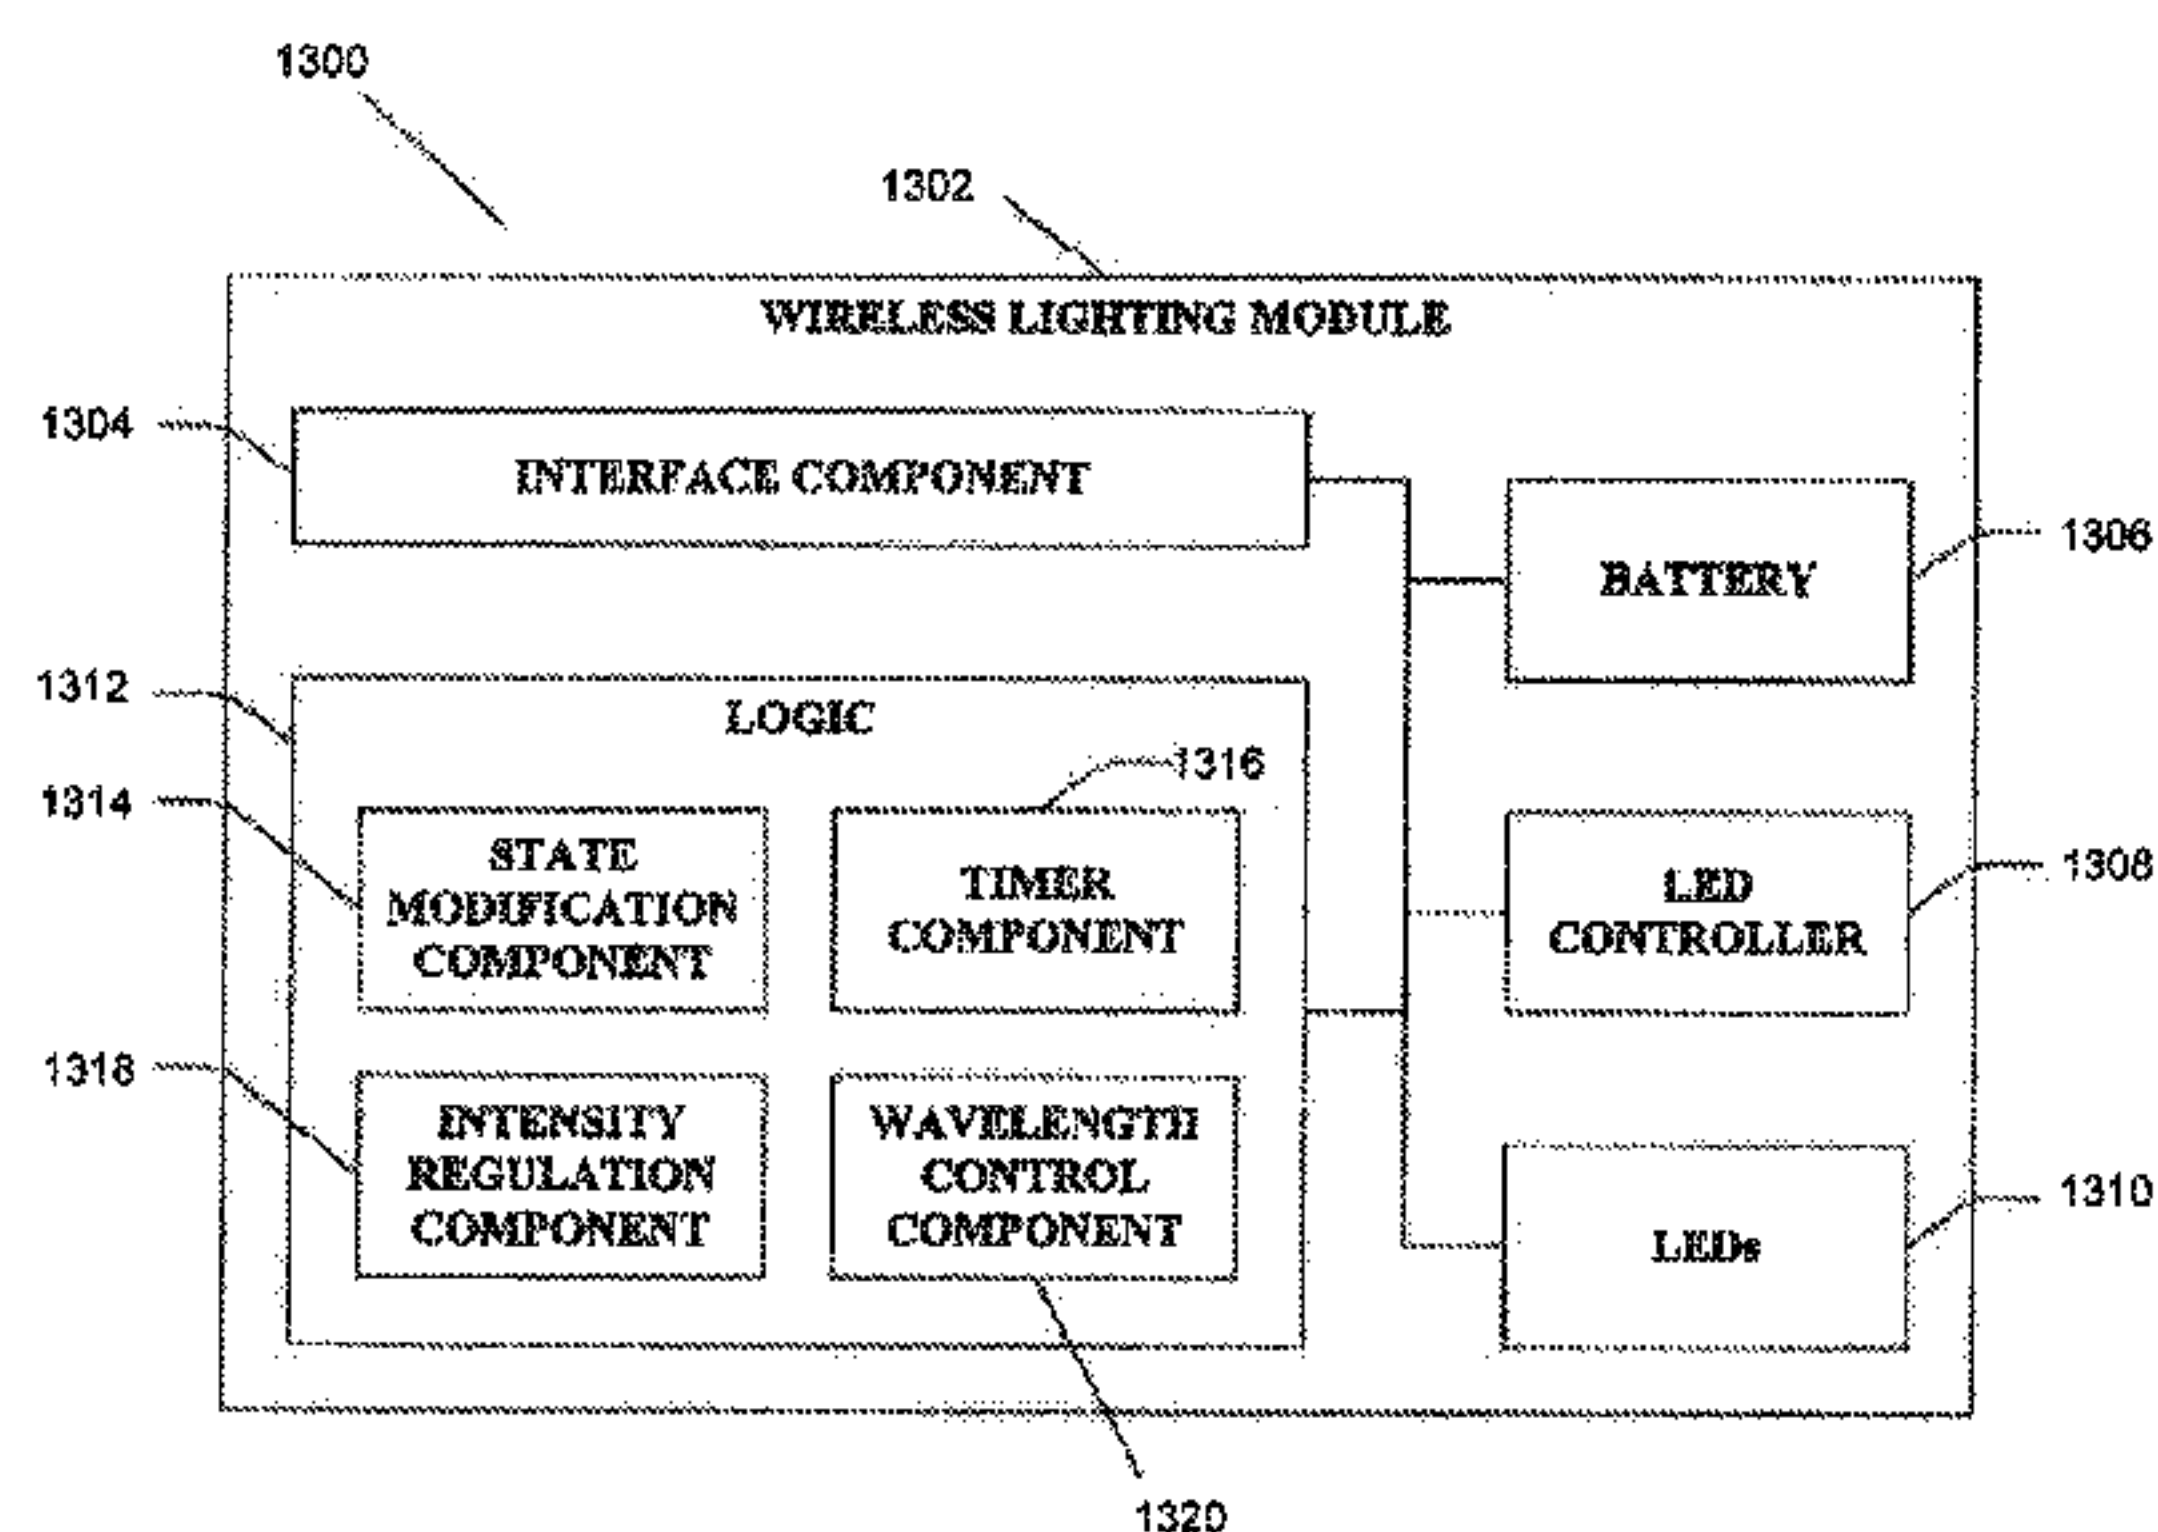 1300
1302
WIRELESS LIGHTING MODULE
1304
INTERFACE COMPONENT
1306
BATTERY
1312
LOGIC
1316
1314
STATE
MODIFICATION
COMPONENT
TIMER
COMPONENT
1308
LED
CONTROLLER
1318
INTENSITY
REGULATION
COMPONENT
WAVELENGTH
CONTROL
COMPONENT
1310
LEDs
1320